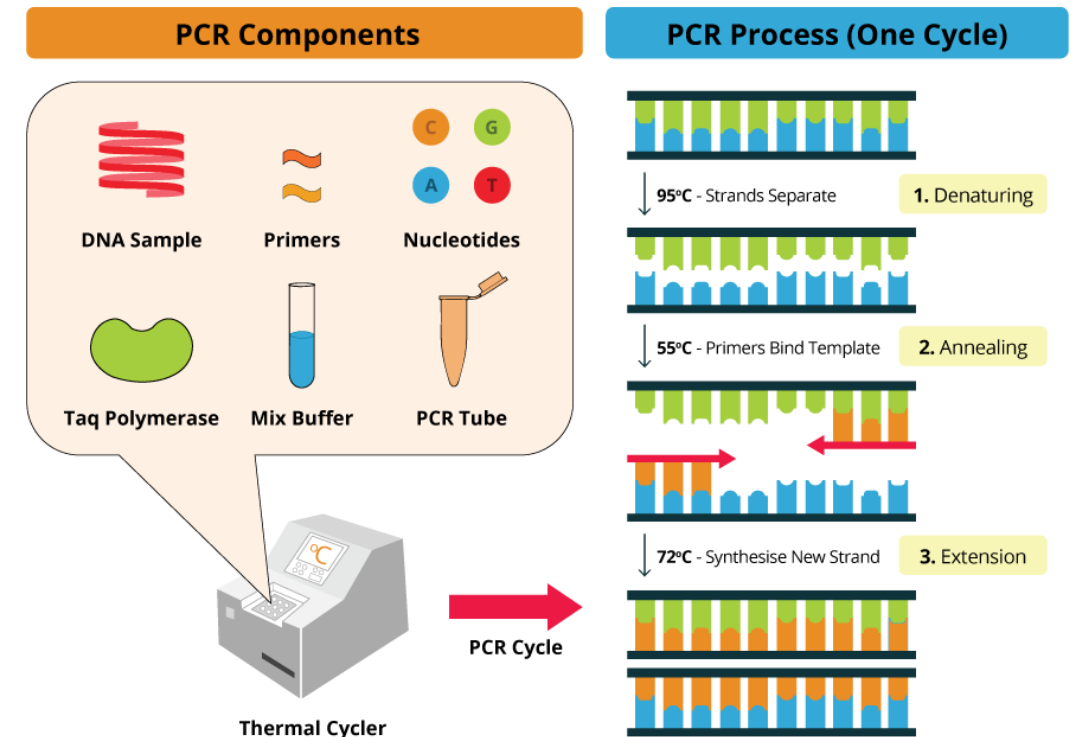 PCR Components
PCR Process (One Cycle)
C
G
A
T
DNA Sample
Primers
Nucleotides
Taq Polymerase
Mix Buffer
PCR Tube
ºC
PCR Cycle
Thermal Cycler
95ºC - Strands Separate
1. Denaturing
55ºC - Primers Bind Template
2. Annealing
72ºC - Synthesise New Strand
3. Extension